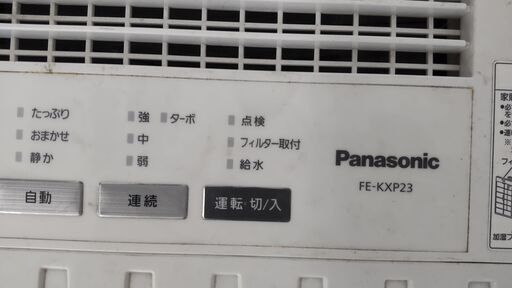 たっぷり
おまかせ
静か
強 ターボ
中
弱
点検
フィルター取付
給水
自動
連続
運転 切/入
Panasonic
FE-KXP23